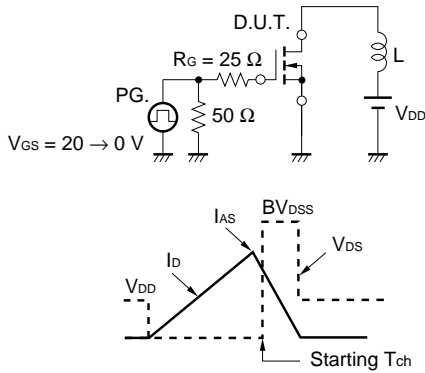 D.U.T.
RG = 25 Ω
L
PG.
50 Ω
VDD
VGS = 20 → 0 V
BVDSS
IAS
VDS
ID
VDD
Starting Tch